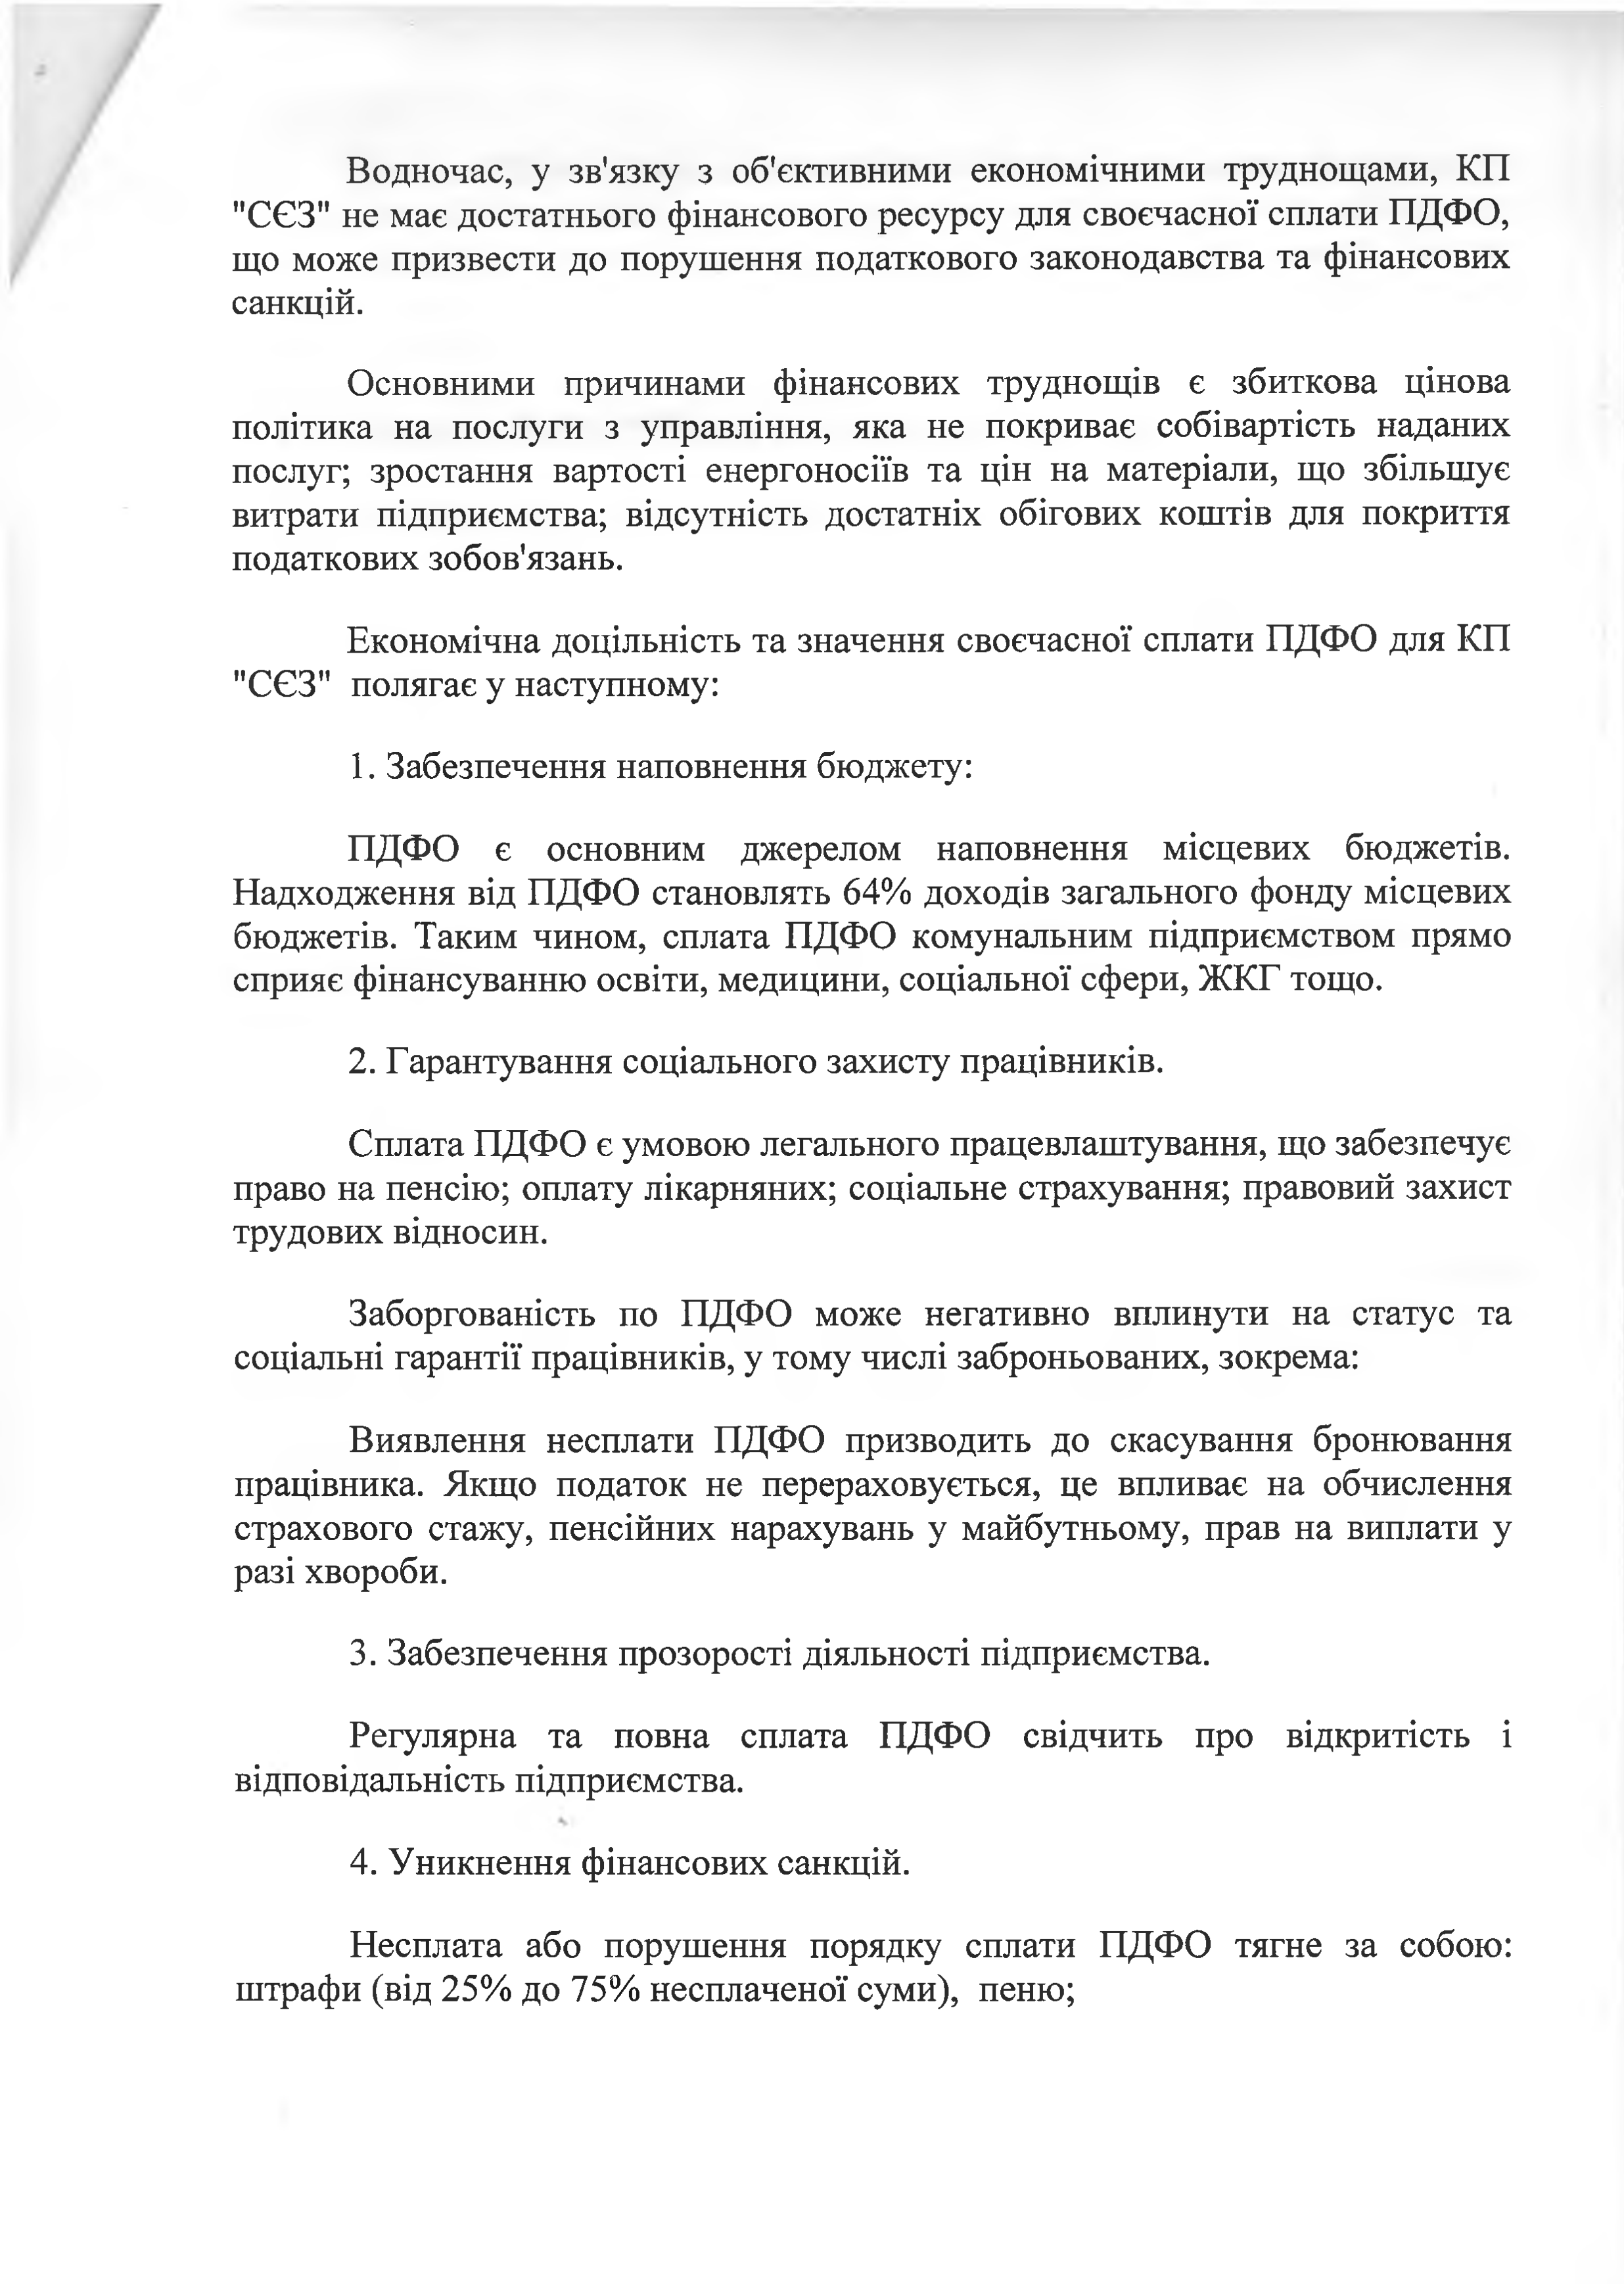 Водночас, у зв'язку з об'єктивними економічними труднощами, КП
"СЄЗ" не має достатнього фінансового ресурсу для своєчасної сплати ПДФО,
що може призвести до порушення податкового законодавства та фінансових
санкцій.
Основними причинами фінансових труднощів є збиткова цінова
політика на послуги з управління, яка не покриває собівартість наданих
послуг; зростання вартості енергоносіїв та цін на матеріали, що збільшує
витрати підприємства; відсутність достатніх обігових коштів для покриття
податкових зобов'язань.
Економічна доцільність та значення своєчасної сплати ПДФО для КП
"СЄЗ" полягає у наступному:
1. Забезпечення наповнення бюджету:
ПДФО є основним джерелом наповнення місцевих бюджетів.
Надходження від ПДФО становлять 64% доходів загального фонду місцевих
бюджетів. Таким чином, сплата ПДФО комунальним підприємством прямо
сприяє фінансуванню освіти, медицини, соціальної сфери, ЖКГ тощо.
2. Гарантування соціального захисту працівників.
Сплата ПДФО є умовою легального працевлаштування, що забезпечує
право на пенсію; оплату лікарняних; соціальне страхування; правовий захист
трудових відносин.
Заборгованість по ПДФО може негативно вплинути на статус та
соціальні гарантії працівників, у тому числі заброньованих, зокрема:
Виявлення несплати ПДФО призводить до скасування бронювання
працівника. Якщо податок не перераховується, це впливає на обчислення
страхового стажу, пенсійних нарахувань у майбутньому, прав на виплати у
разі хвороби.
3. Забезпечення прозорості діяльності підприємства.
Регулярна та повна сплата ПДФО свідчить про відкритість і
відповідальність підприємства.
4. Уникнення фінансових санкцій.
Несплата або порушення порядку сплати ПДФО тягне за собою:
штрафи (від 25% до 75% несплаченої суми), пеню;